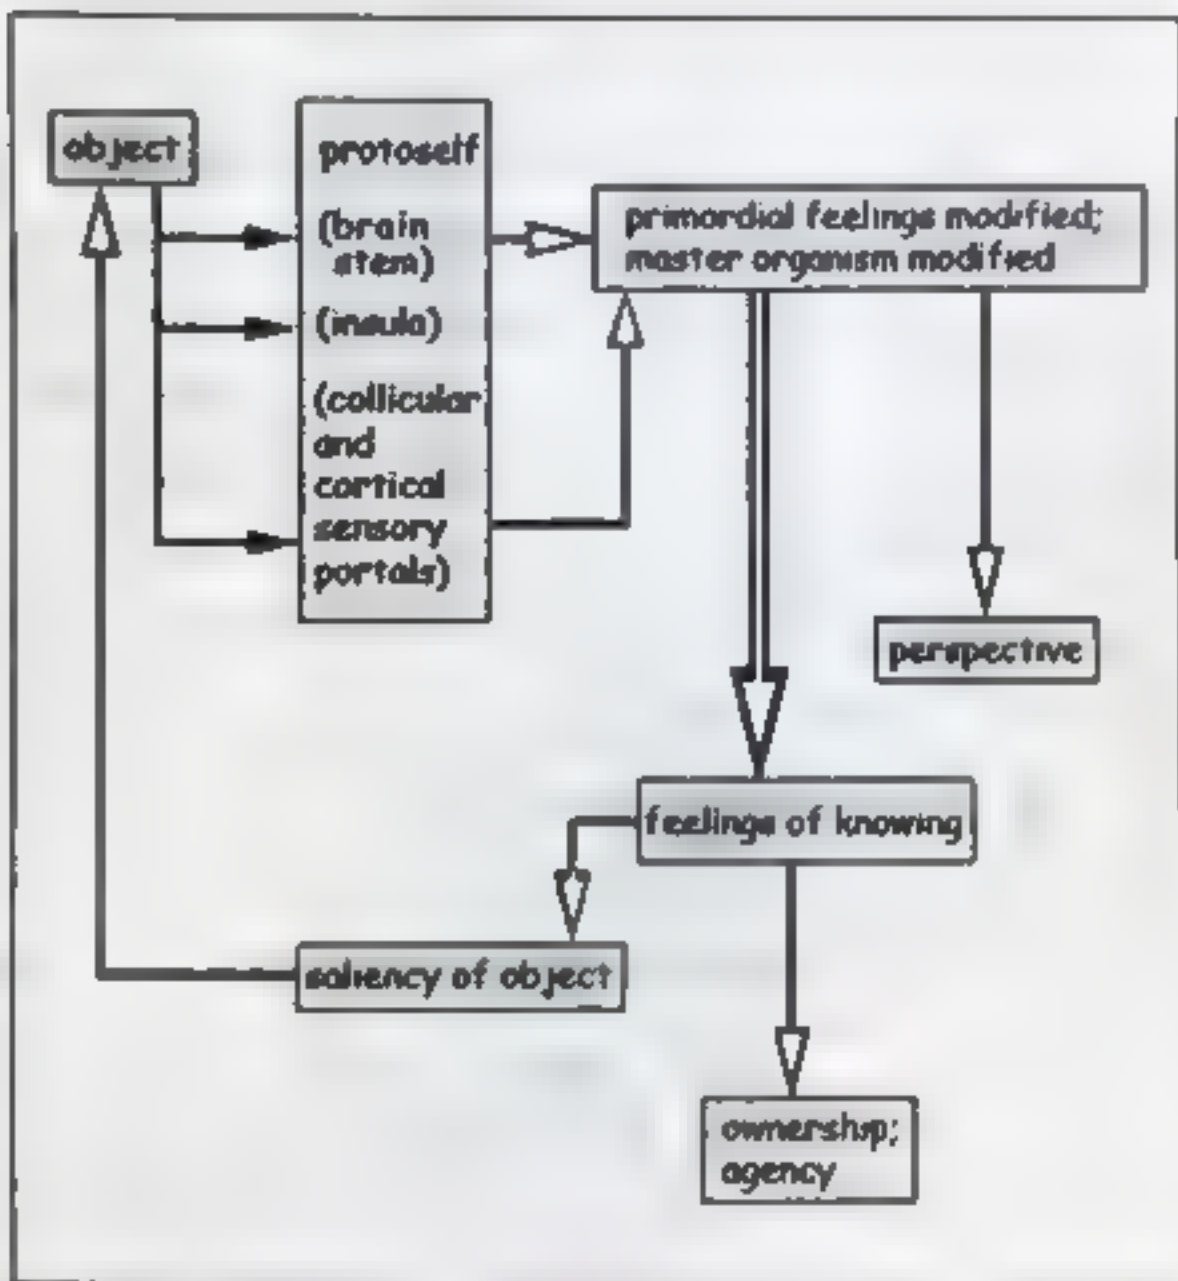 object
protoself
(brain
stem)
(insula)
(collicular
and
cortical
sensory
portals)
primordial feelings modified;
master organism modified
perspective
feelings of knowing
saliency of object
ownership;
agency